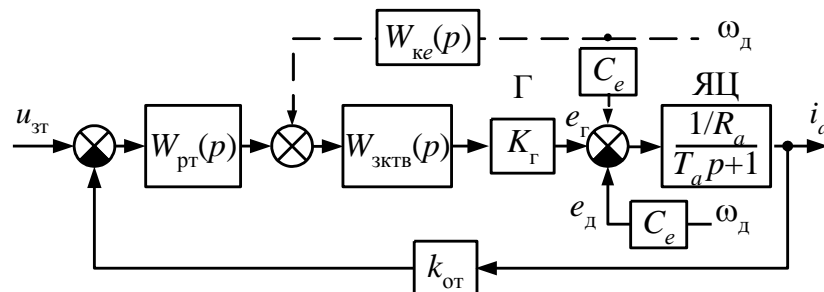 W_ке(p)
ω_д
C_e
Г
ЯЦ
u_зт
W_рт(p)
W_зктв(p)
K_г
e_г
1/R_a
T_a p+1
i_a
e_д
C_e
ω_д
k_от